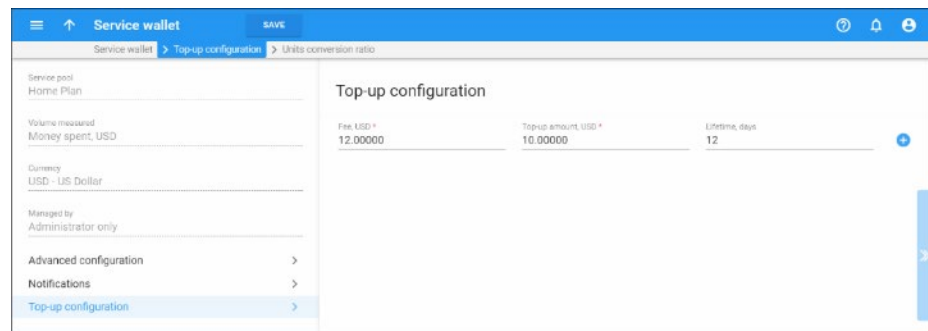 Service wallet SAVE
Service wallet > Top-up configuration > Units conversion ratio
Service pool
Home Plan
Volume measured
Money spent, USD
Currency
USD - US Dollar
Managed by
Administrator only
Advanced configuration
Notifications
Top-up configuration
Top-up configuration
Fee, USD * Top-up amount, USD * Lifetime, days
12.00000 10.00000 12